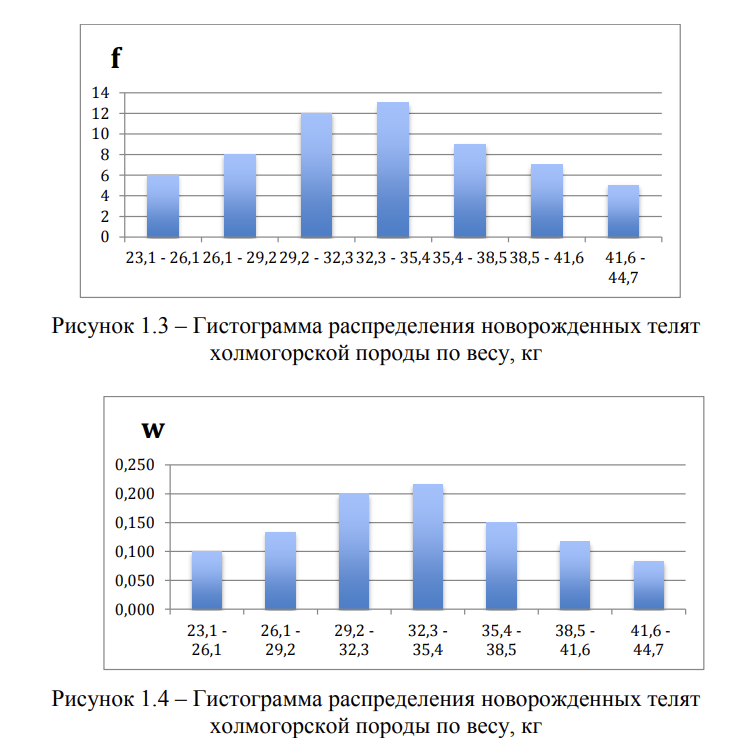 f
14
12
10
8
6
4
2
0
23,1 - 26,1 26,1 - 29,2 29,2 - 32,3 32,3 - 35,4 35,4 - 38,5 38,5 - 41,6 41,6 -
44,7
Рисунок 1.3 – Гистограмма распределения новорожденных телят
холмогорской породы по весу, кг
w
0,250
0,200
0,150
0,100
0,050
0,000
23,1 - 26,1 - 29,2 - 32,3 - 35,4 - 38,5 - 41,6 -
26,1 29,2 32,3 35,4 38,5 41,6 44,7
Рисунок 1.4 – Гистограмма распределения новорожденных телят
холмогорской породы по весу, кг